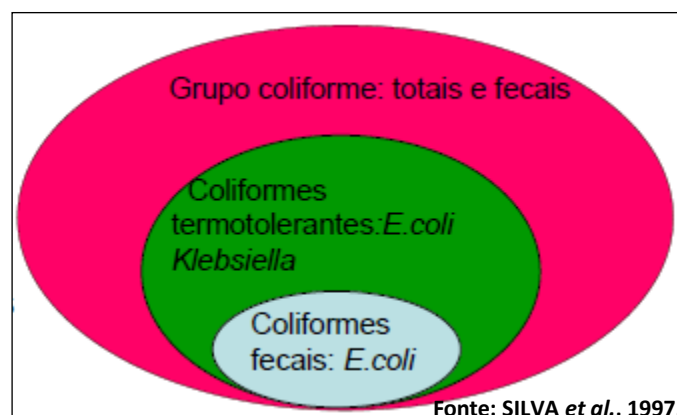 Grupo coliforme: totais e fecais
Coliformes
termotolerantes:E.coli
Klebsiella
Coliformes
fecais: E.coli
Fonte: SILVA et al., 1997